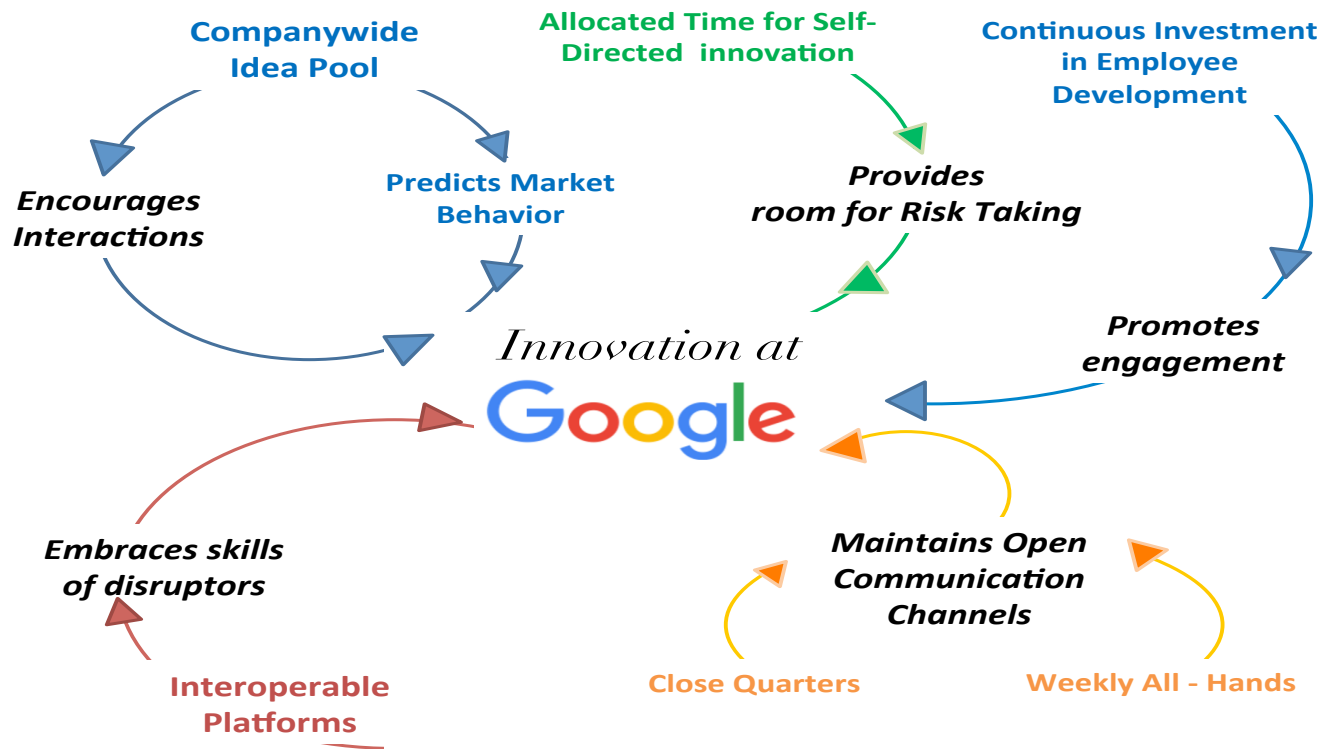 Companywide
Idea Pool
Allocated Time for Self-
Directed innovation
Continuous Investment
in Employee
Development
Encourages
Interactions
Predicts Market
Behavior
Provides
room for Risk Taking
Promotes
engagement
Innovation at
Google
Embraces skills
of disruptors
Maintains Open
Communication
Channels
Interoperable
Platforms
Close Quarters
Weekly All - Hands